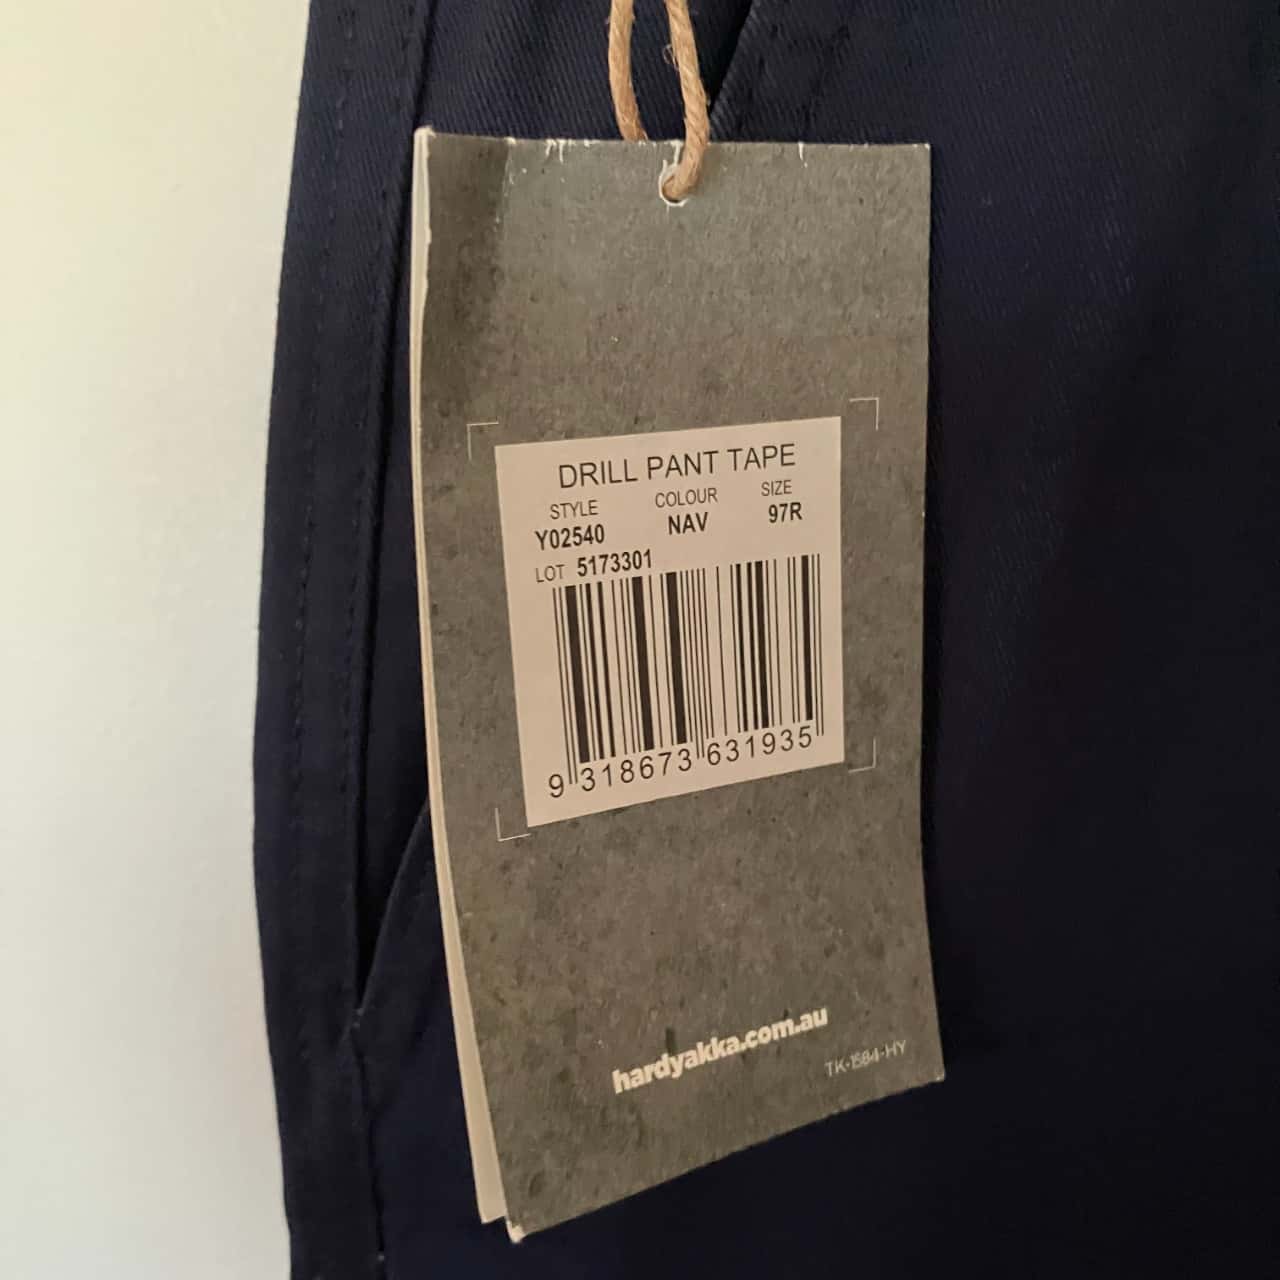 DRILL PANT TAPE
STYLE COLOUR SIZE
Y02540 NAV 97R
LOT 5173301
9 318673 631935
hardyakka.com.au
TK-1584-HY